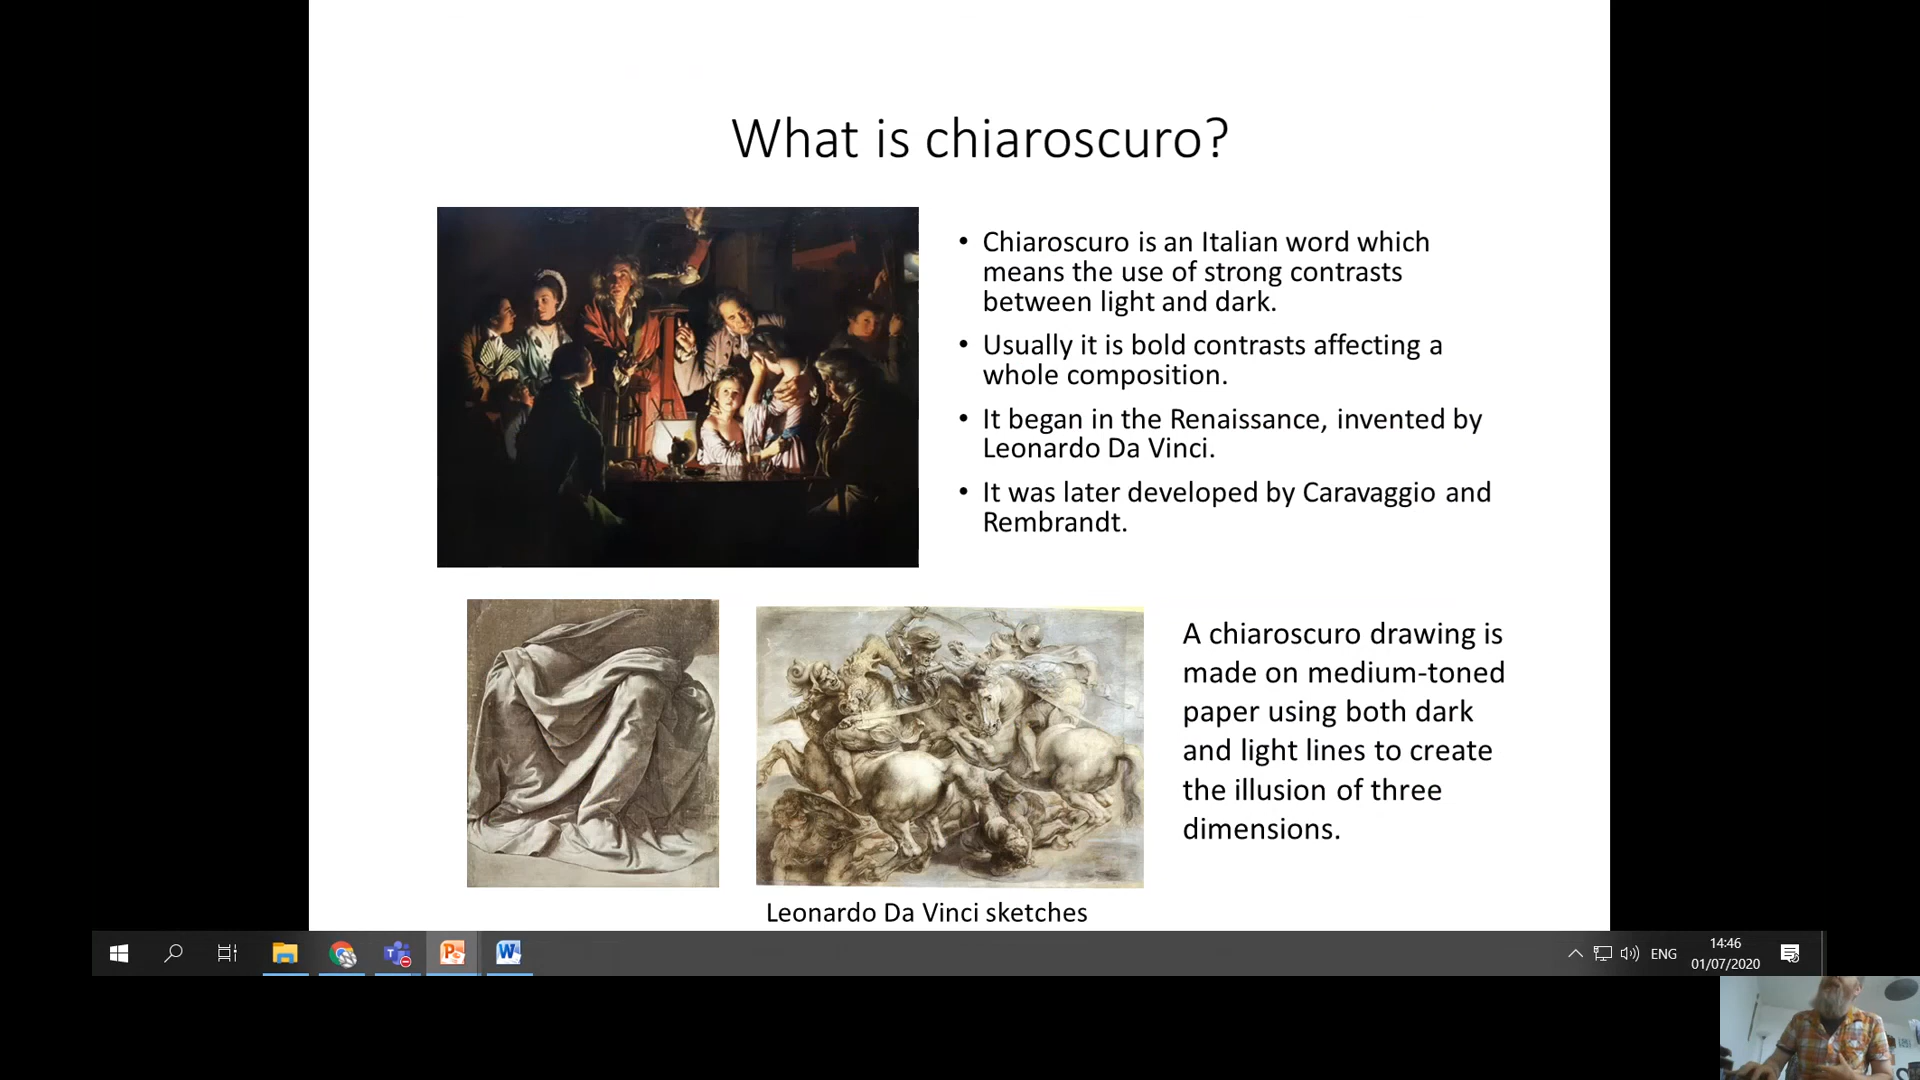 What is chiaroscuro?
• Chiaroscuro is an Italian word which
means the use of strong contrasts
between light and dark.
• Usually it is bold contrasts affecting a
whole composition.
• It began in the Renaissance, invented by
Leonardo Da Vinci.
• It was later developed by Caravaggio and
Rembrandt.
A chiaroscuro drawing is
made on medium-toned
paper using both dark
and light lines to create
the illusion of three
dimensions.
Leonardo Da Vinci sketches
ENG
14:46
01/07/2020